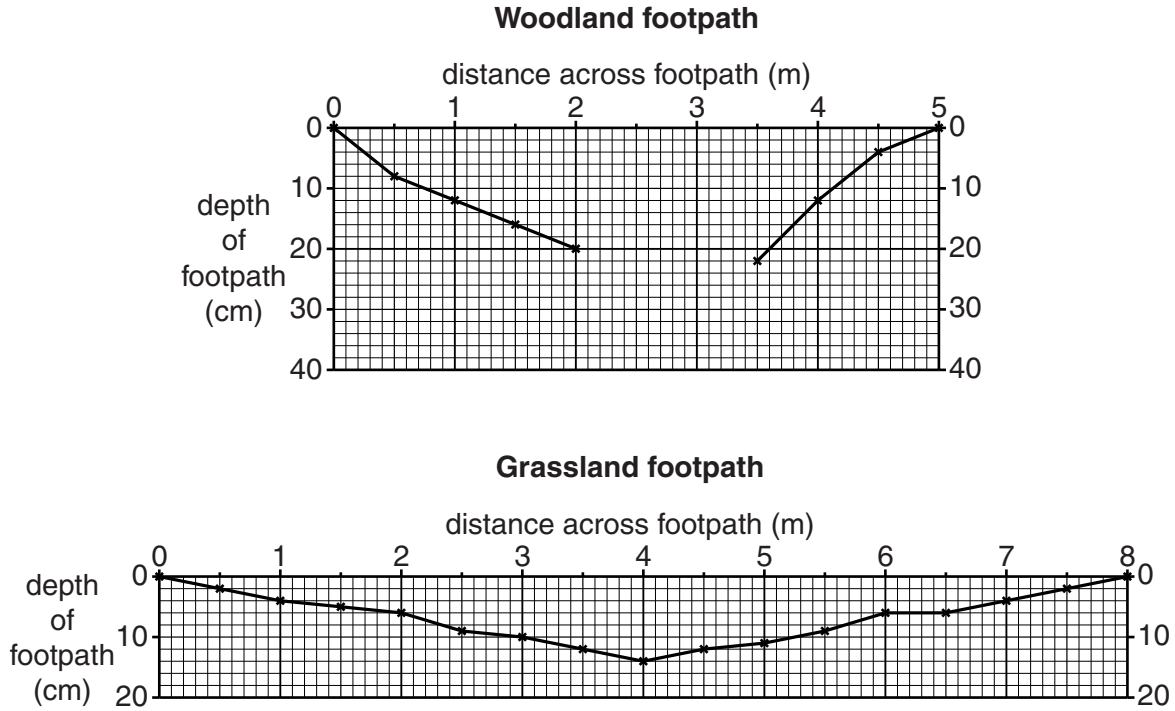 Woodland footpath
distance across footpath (m)
0 1 2 3 4 5
0 0
depth
of
footpath
(cm)
10 10
20 20
30 30
40 40
Grassland footpath
distance across footpath (m)
0 1 2 3 4 5 6 7 8
0 0
depth
of
footpath
(cm)
10 10
20 20